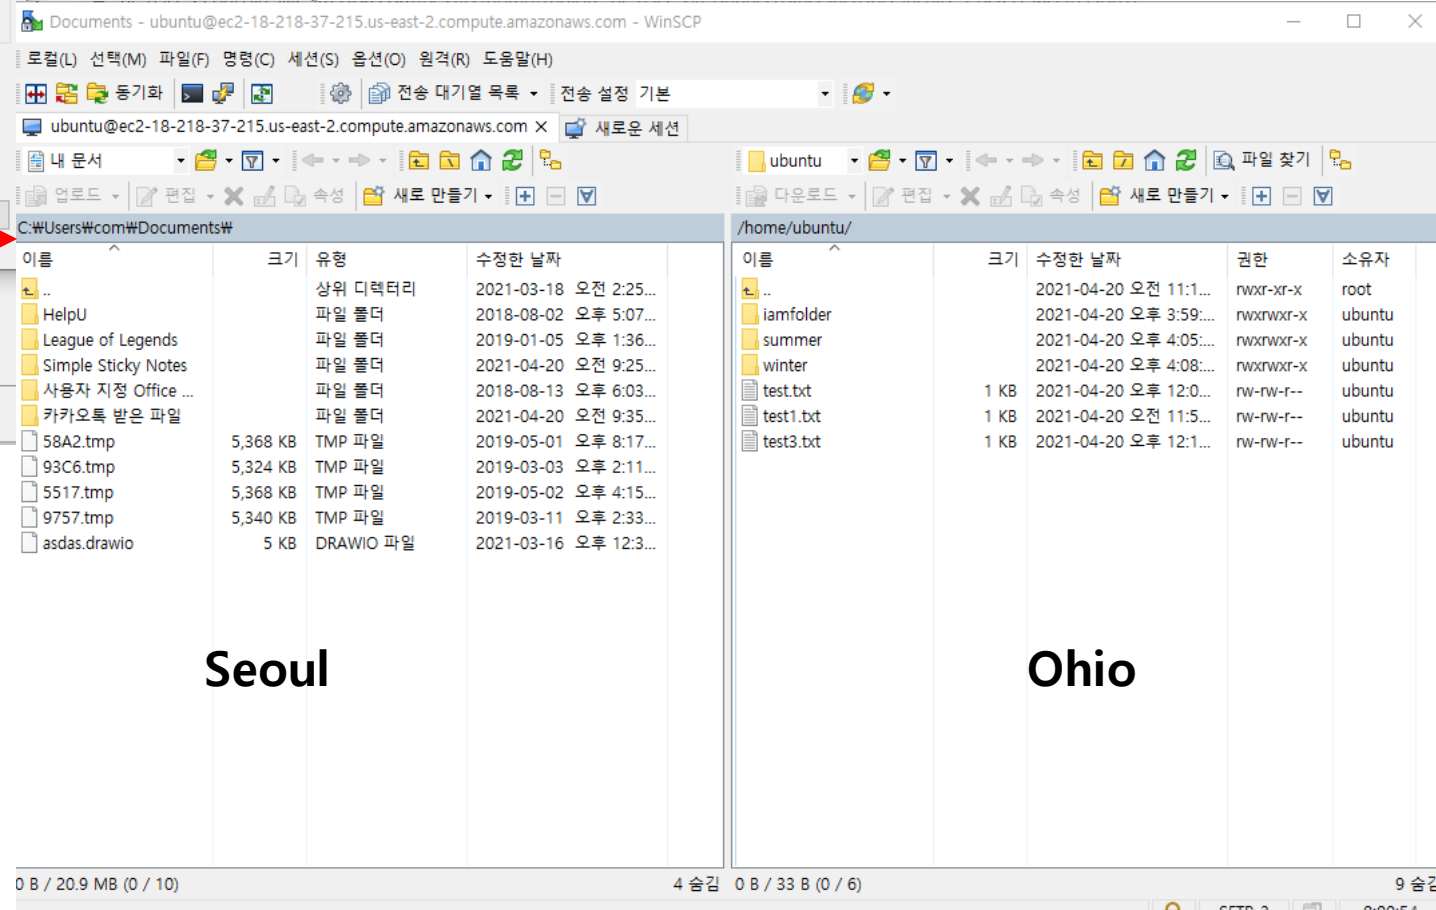 Documents - ubuntu@ec2-18-218-37-215.us-east-2.compute.amazonaws.com - WinSCP
로컬(L) 선택(M) 파일(F) 명령(C) 세션(S) 옵션(O) 원격(R) 도움말(H)
동기화 전송 대기열 목록 전송 설정 기본
ubuntu@ec2-18-218-37-215.us-east-2.compute.amazonaws.com X 새로운 세션
내 문서 ubuntu 파일 찾기
업로드 편집 속성 새로 만들기 다운로드 편집 속성 새로 만들기
C:₩Users₩com₩Documents₩
이름 크기 유형 수정한 날짜
.. 상위 디렉터리 2021-03-18 오전 2:25...
HelpU 파일 폴더 2018-08-02 오후 5:07...
League of Legends 파일 폴더 2019-01-05 오후 1:36...
Simple Sticky Notes 파일 폴더 2021-04-20 오전 9:25...
사용자 지정 Office ... 파일 폴더 2018-08-13 오후 6:03...
카카오톡 받은 파일 파일 폴더 2021-04-20 오전 9:35...
58A2.tmp 5,368 KB TMP 파일 2019-05-01 오후 8:17...
93C6.tmp 5,324 KB TMP 파일 2019-03-03 오후 2:11...
5517.tmp 5,368 KB TMP 파일 2019-05-02 오후 4:15...
9757.tmp 5,340 KB TMP 파일 2019-03-11 오후 2:33...
asdas.drawio 5 KB DRAWIO 파일 2021-03-16 오후 12:3...
Seoul
0 B / 20.9 MB (0 / 10) 4 숨김
/home/ubuntu/
이름 크기 수정한 날짜 권한 소유자
.. 2021-04-20 오전 11:1... rwxr-xr-x root
iamfolder 2021-04-20 오후 3:59:... rwxrwxr-x ubuntu
summer 2021-04-20 오후 4:05:... rwxrwxr-x ubuntu
winter 2021-04-20 오후 4:08:... rwxrwxr-x ubuntu
test.txt 1 KB 2021-04-20 오후 12:0... rw-rw-r-- ubuntu
test1.txt 1 KB 2021-04-20 오전 11:5... rw-rw-r-- ubuntu
test3.txt 1 KB 2021-04-20 오후 12:1... rw-rw-r-- ubuntu
Ohio
0 B / 33 B (0 / 6) 9 숨김
SFTP-3 0:00:54